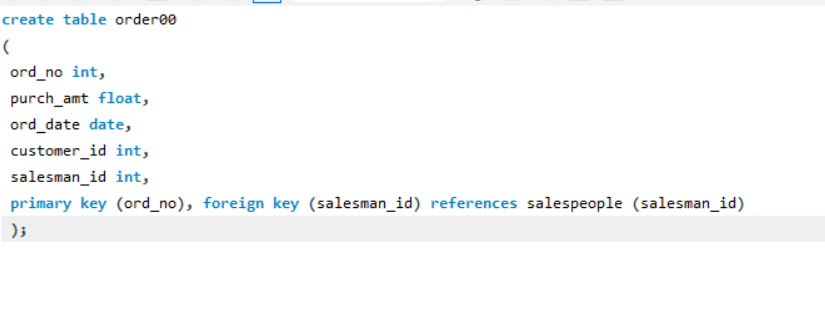 create table order00
(
ord_no int,
purch_amt float,
ord_date date,
customer_id int,
salesman_id int,
primary key (ord_no), foreign key (salesman_id) references salespeople (salesman_id)
);